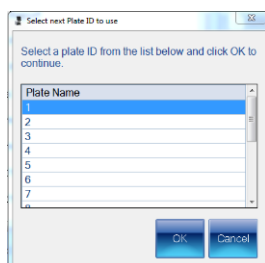 Select next Plate ID to use
Select a plate ID from the list below and click OK to
continue.
Plate Name
1
2
3
4
5
6
7
OK Cancel